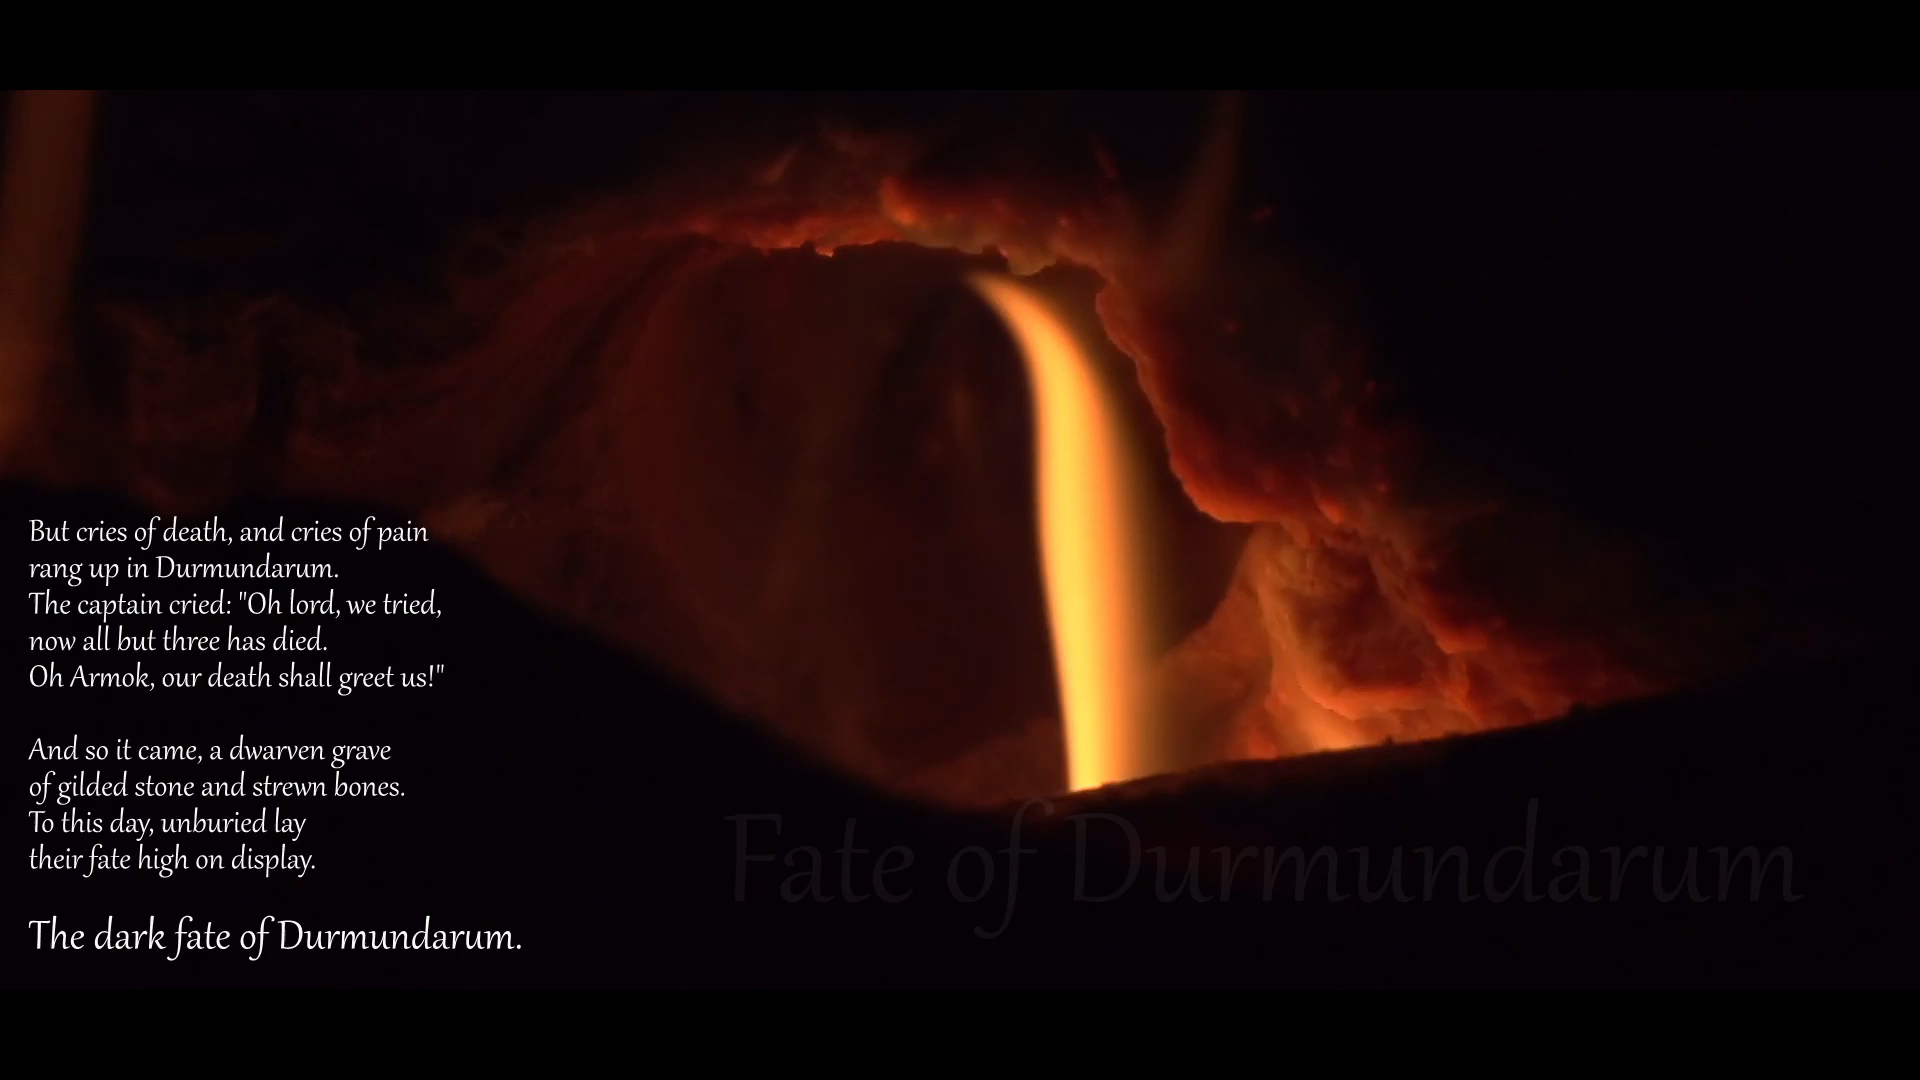 But cries of death, and cries of pain
rang up in Durmundarum.
The captain cried: "Oh lord, we tried,
now all but three has died.
Oh Armok, our death shall greet us!"
And so it came, a dwarven grave
of gilded stone and strewn bones.
To this day, unburied lay
their fate high on display.
The dark fate of Durmundarum.
Fate of Durmundarum